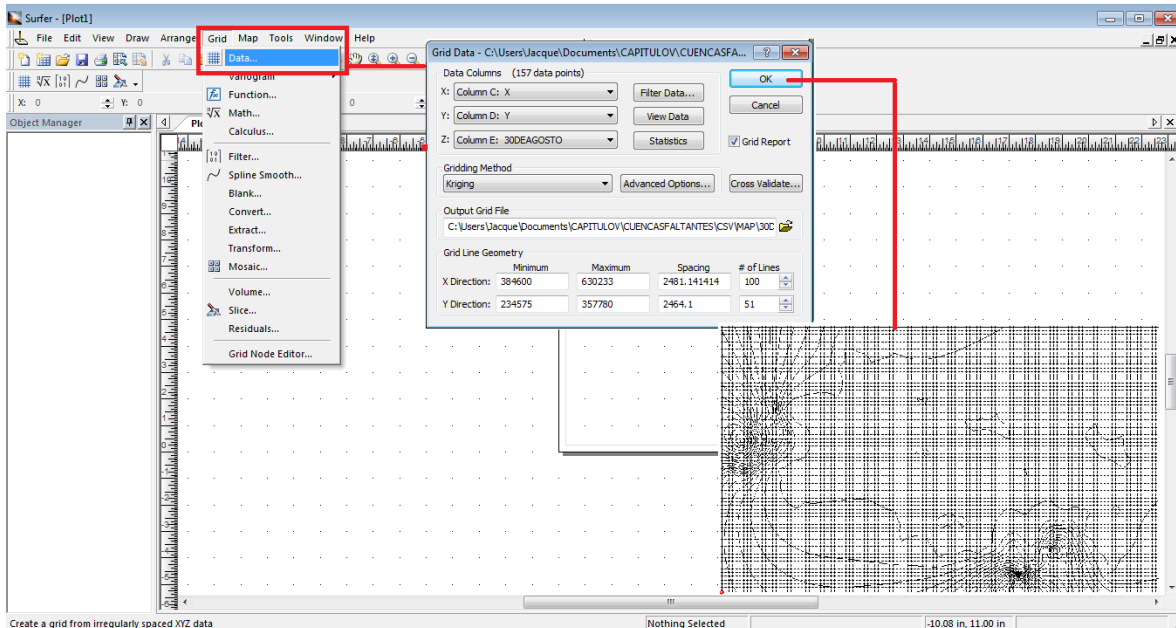 Surfer - [Plot1]
File Edit View Draw Arrange Grid Map Tools Window Help
X: 0 Y: 0 0
Object Manager
Data...
Variogram
Function...
Math...
Calculus...
Filter...
Spline Smooth...
Blank...
Convert...
Extract...
Transform...
Mosaic...
Volume...
Slice...
Residuals...
Grid Node Editor...
Grid Data - C:\Users\Jacque\Documents\CAPITULOV\CUENCASFA...
Data Columns (157 data points)
X: Column C: X Filter Data...
Y: Column D: Y View Data
Z: Column E: 30DEAGOSTO Statistics
OK
Cancel
Grid Report
Gridding Method
Kriging Advanced Options... Cross Validate...
Output Grid File
C:\Users\Jacque\Documents\CAPITULOV\CUENCASFALTANTES\CSV\MAP\30D
Grid Line Geometry
Minimum Maximum Spacing # of Lines
X Direction: 384600 630233 2481.141414 100
Y Direction: 234575 357780 2464.1 51
Create a grid from irregularly spaced XYZ data
Nothing Selected
-10.08 in, 11.00 in